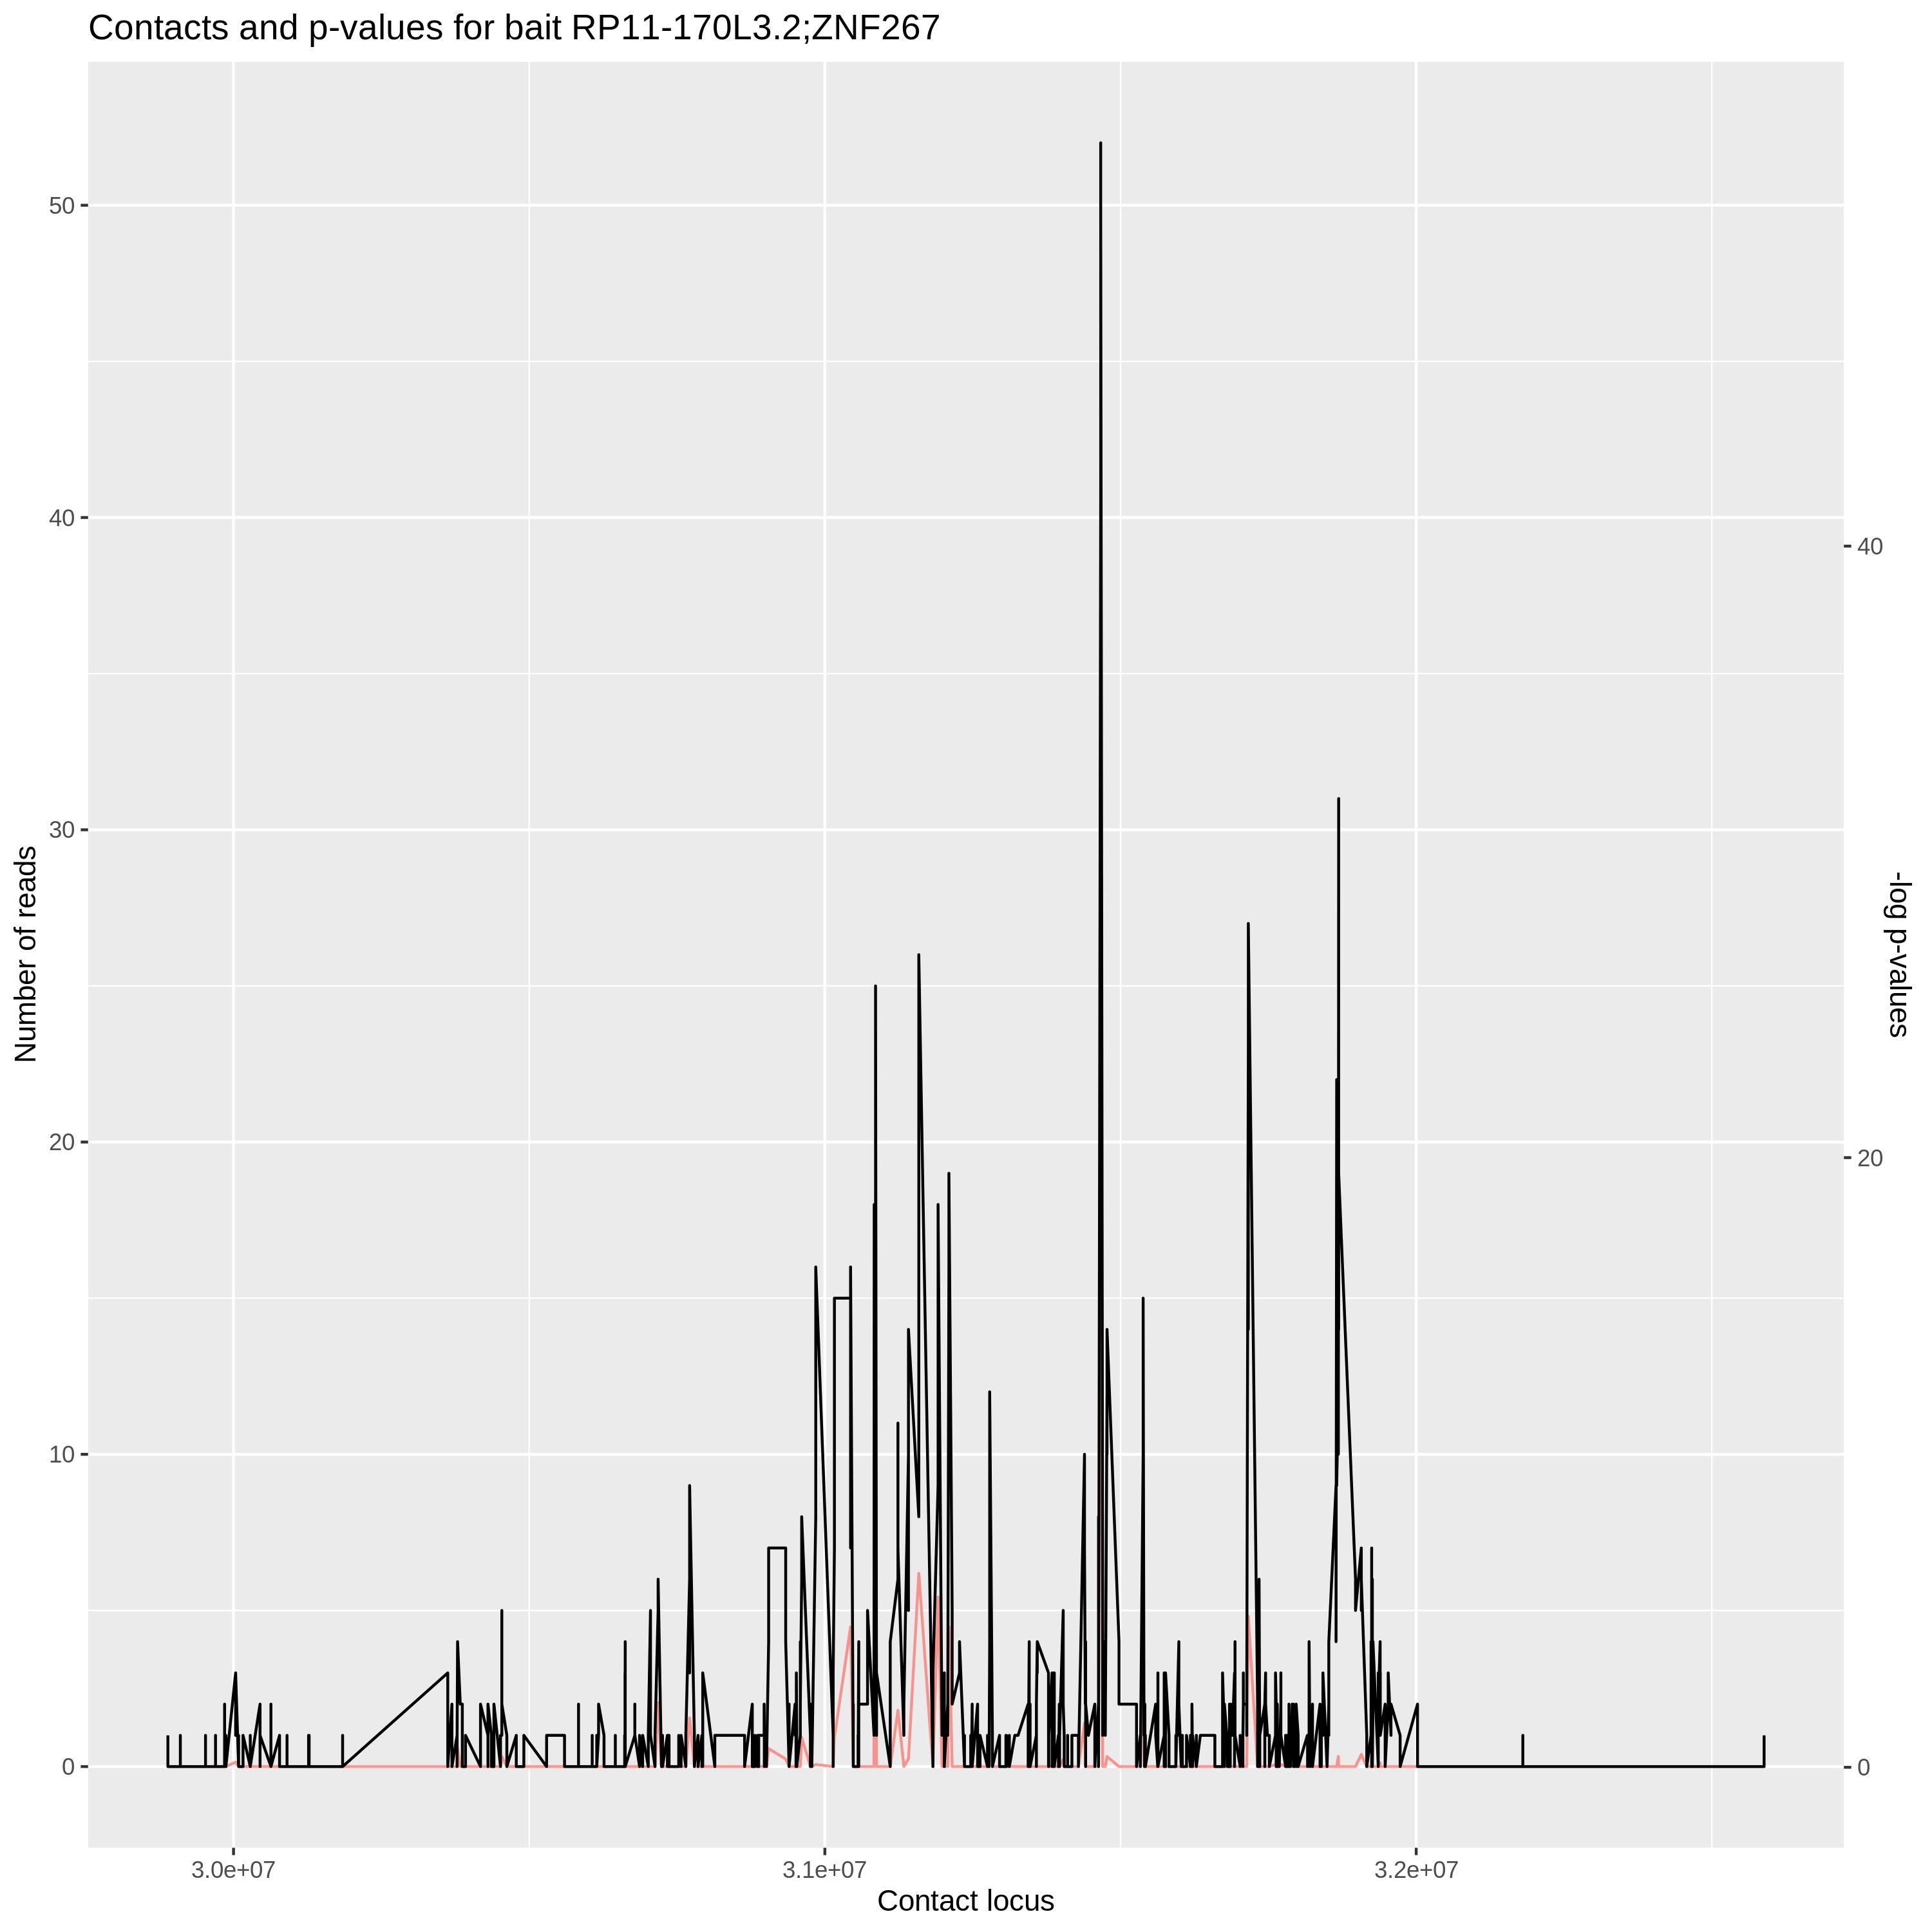 Contacts and p-values for bait RP11-170L3.2;ZNF267
50
40
30
20
10
0
Number of reads
40
20
0
-log p-values
3.0e+07
3.1e+07
3.2e+07
Contact locus